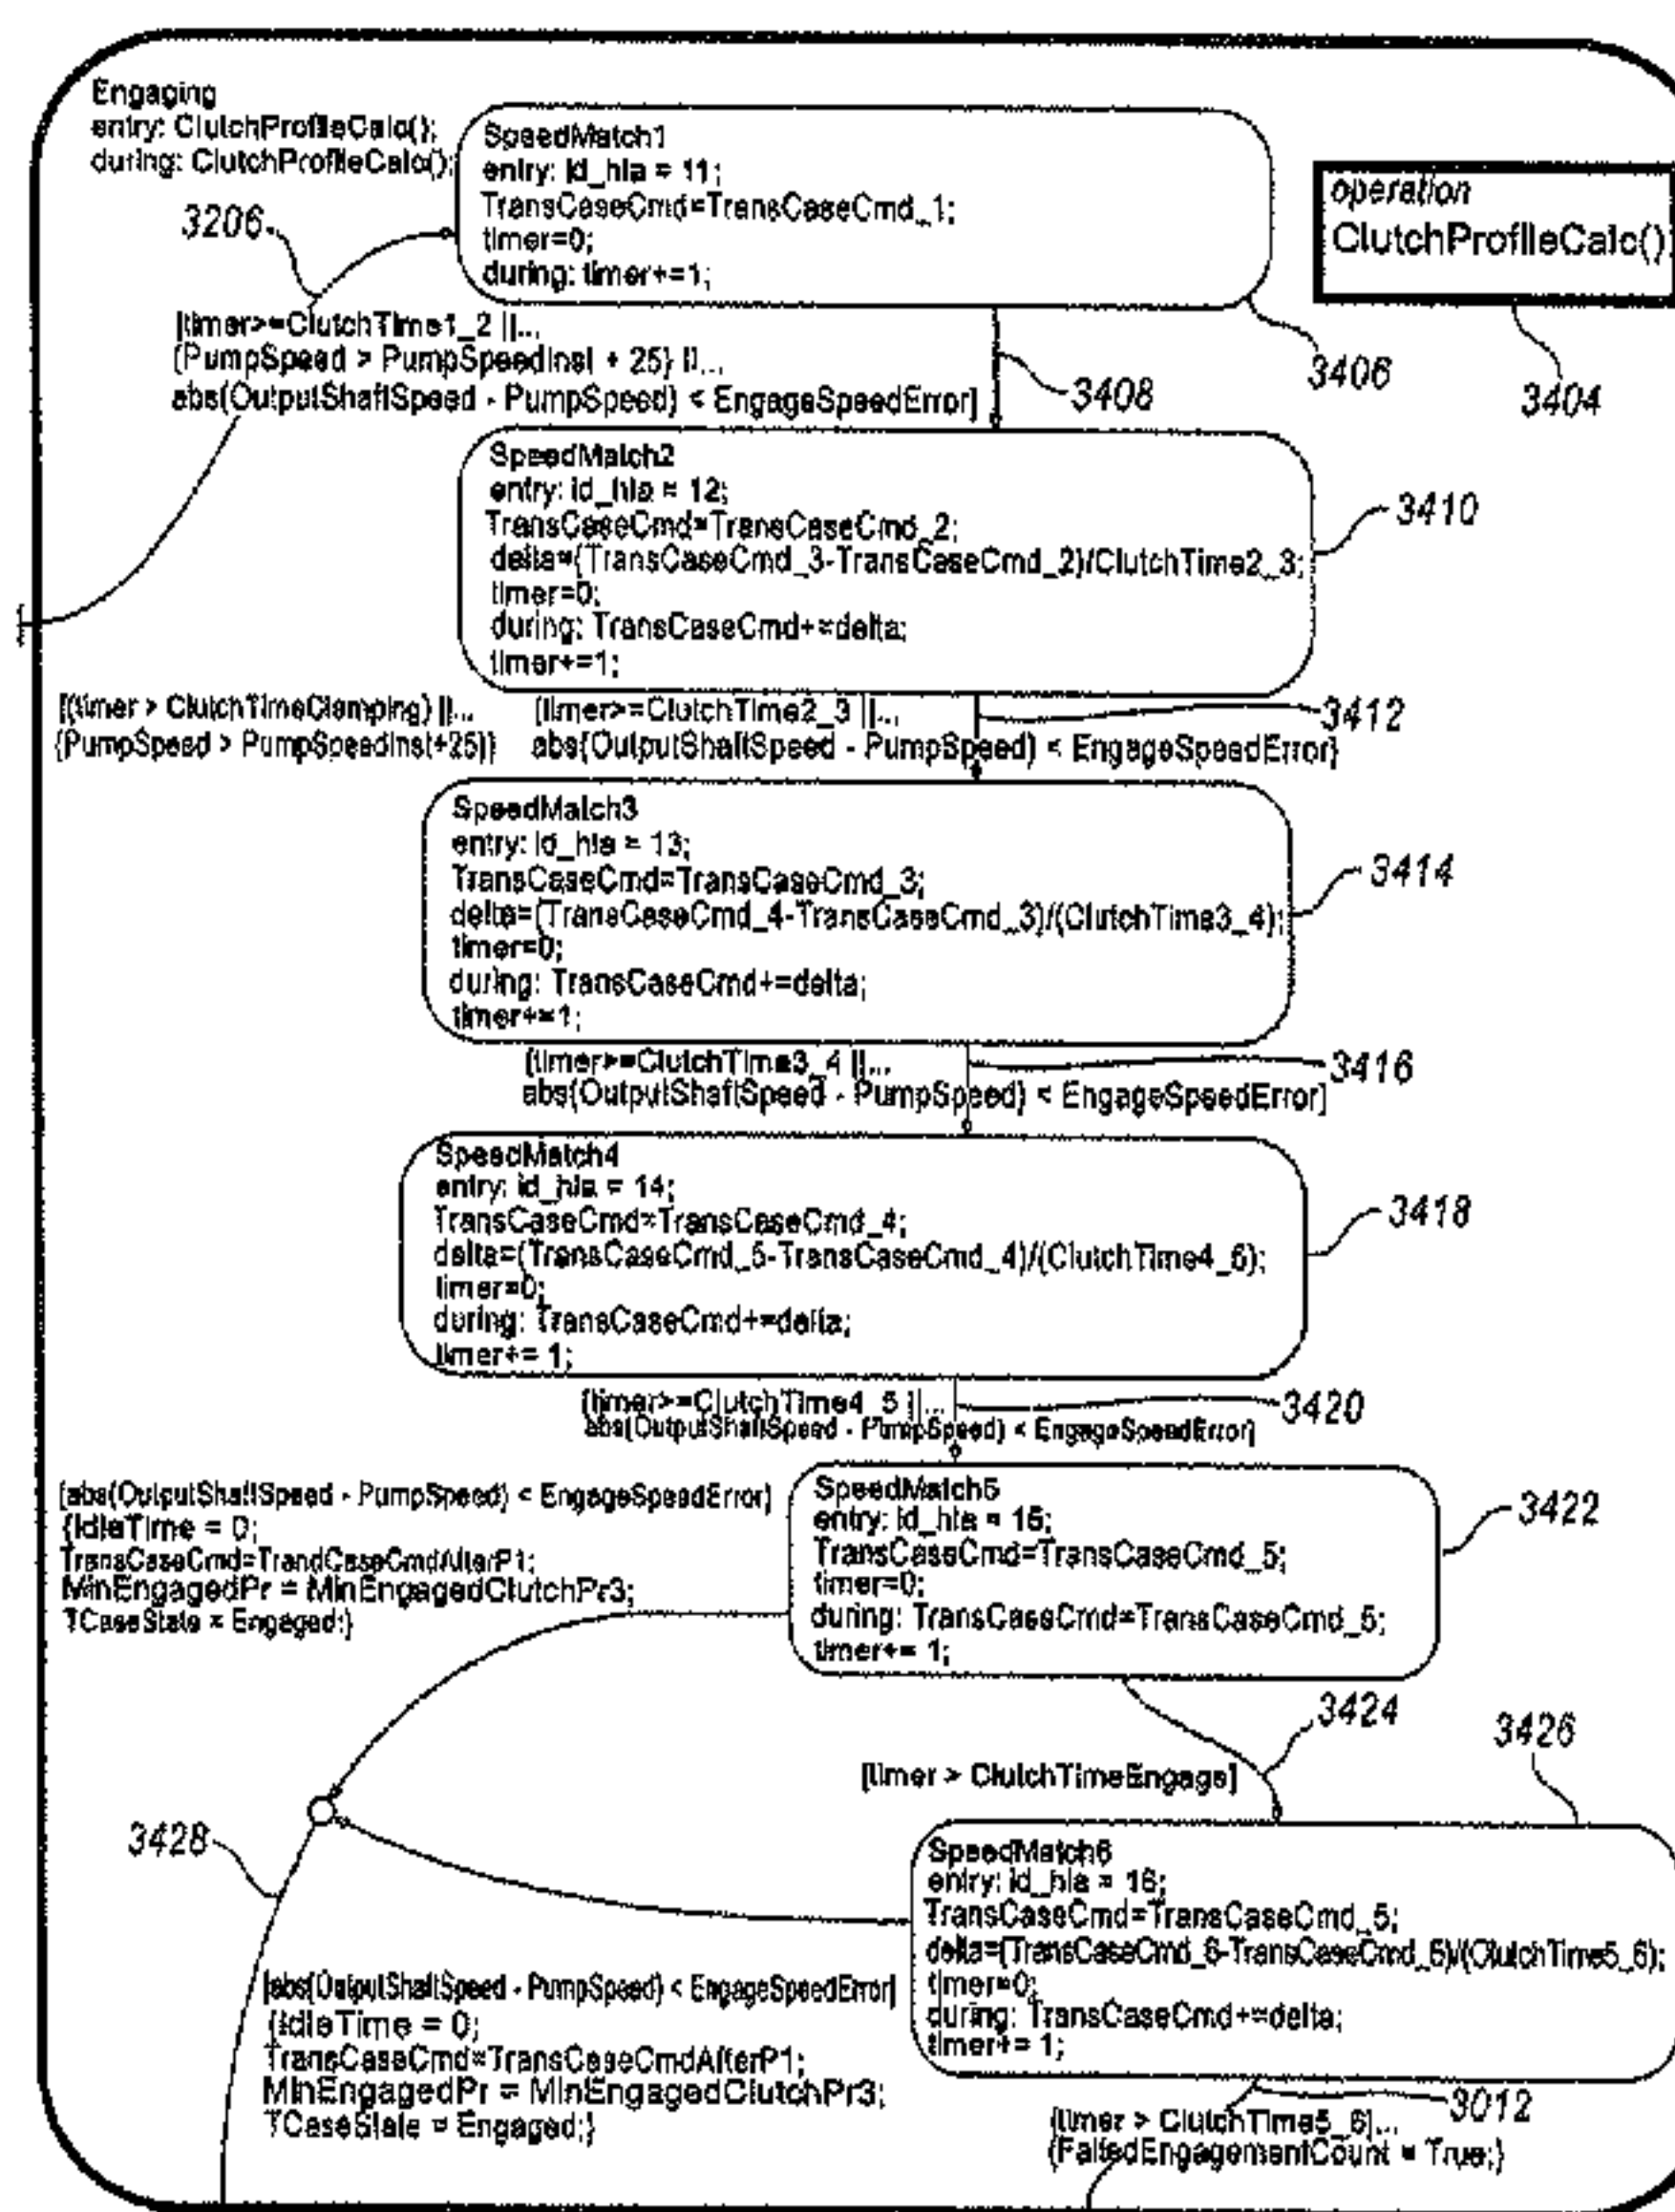 Engaging
entry: ClutchProfileCalc();
during: ClutchProfileCalc();
SpeedMatch1
entry: id_hla = 11;
TransCaseCmd=TransCaseCmd_1;
timer=0;
during: timer+=1;
operation
ClutchProfileCalc()
3206
3406
3404
[timer>=ClutchTime1_2 ||...
(PumpSpeed > PumpSpeedInst + 25) ||...
abs(OutputShaftSpeed - PumpSpeed) < EngageSpeedError]
3408
SpeedMatch2
entry: id_hla = 12;
TransCaseCmd=TransCaseCmd_2;
delta=(TransCaseCmd_3-TransCaseCmd_2)/ClutchTime2_3;
timer=0;
during: TransCaseCmd+=delta;
timer+=1;
3410
[(timer > ClutchTimeClamping) ||...
(PumpSpeed > PumpSpeedInst+25)]
[timer>=ClutchTime2_3 ||...
abs(OutputShaftSpeed - PumpSpeed) < EngageSpeedError]
3412
SpeedMatch3
entry: id_hla = 13;
TransCaseCmd=TransCaseCmd_3;
delta=(TransCaseCmd_4-TransCaseCmd_3)/(ClutchTime3_4);
timer=0;
during: TransCaseCmd+=delta;
timer+=1;
3414
[timer>=ClutchTime3_4 ||...
abs(OutputShaftSpeed - PumpSpeed) < EngageSpeedError]
3416
SpeedMatch4
entry: id_hla = 14;
TransCaseCmd=TransCaseCmd_4;
delta=(TransCaseCmd_5-TransCaseCmd_4)/(ClutchTime4_5);
timer=0;
during: TransCaseCmd+=delta;
timer+= 1;
3418
[timer>=ClutchTime4_5 ||...
abs(OutputShaftSpeed - PumpSpeed) < EngageSpeedError]
3420
[abs(OutputShaftSpeed - PumpSpeed) < EngageSpeedError]
{IdleTime = 0;
TransCaseCmd=TrandCaseCmdAfterP1;
MinEngagedPr = MinEngagedClutchPr3;
TCaseState = Engaged;}
SpeedMatch5
entry: id_hla = 15;
TransCaseCmd=TransCaseCmd_5;
timer=0;
during: TransCaseCmd=TransCaseCmd_5;
timer+= 1;
3422
3424
[timer > ClutchTimeEngage]
3426
3428
SpeedMatch6
entry: id_hla = 16;
TransCaseCmd=TransCaseCmd_5;
delta=(TransCaseCmd_6-TransCaseCmd_5)/(ClutchTime5_6);
timer=0;
during: TransCaseCmd+=delta;
timer+= 1;
[abs(OutputShaftSpeed - PumpSpeed) < EngageSpeedError]
{IdleTime = 0;
TransCaseCmd=TransCaseCmdAfterP1;
MinEngagedPr = MinEngagedClutchPr3;
TCaseState = Engaged;}
3012
[timer > ClutchTime5_6]...
{FailedEngagementCount = True;}